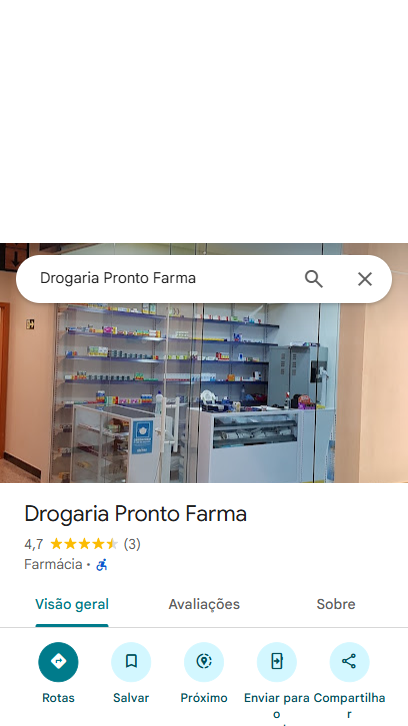 Drogaria Pronto Farma
Drogaria Pronto Farma
4,7 (3)
Farmácia ·
Visão geral Avaliações Sobre
Rotas Salvar Próximo Enviar para o Compartilhar